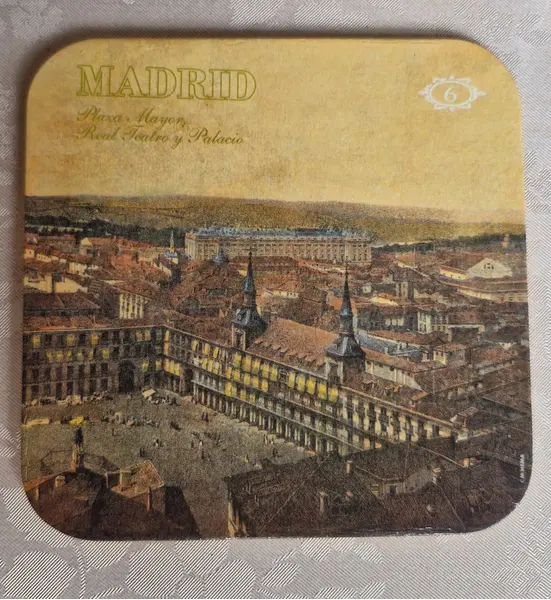 MADRID
6
Plaza Mayor,
Real Teatro y Palacio